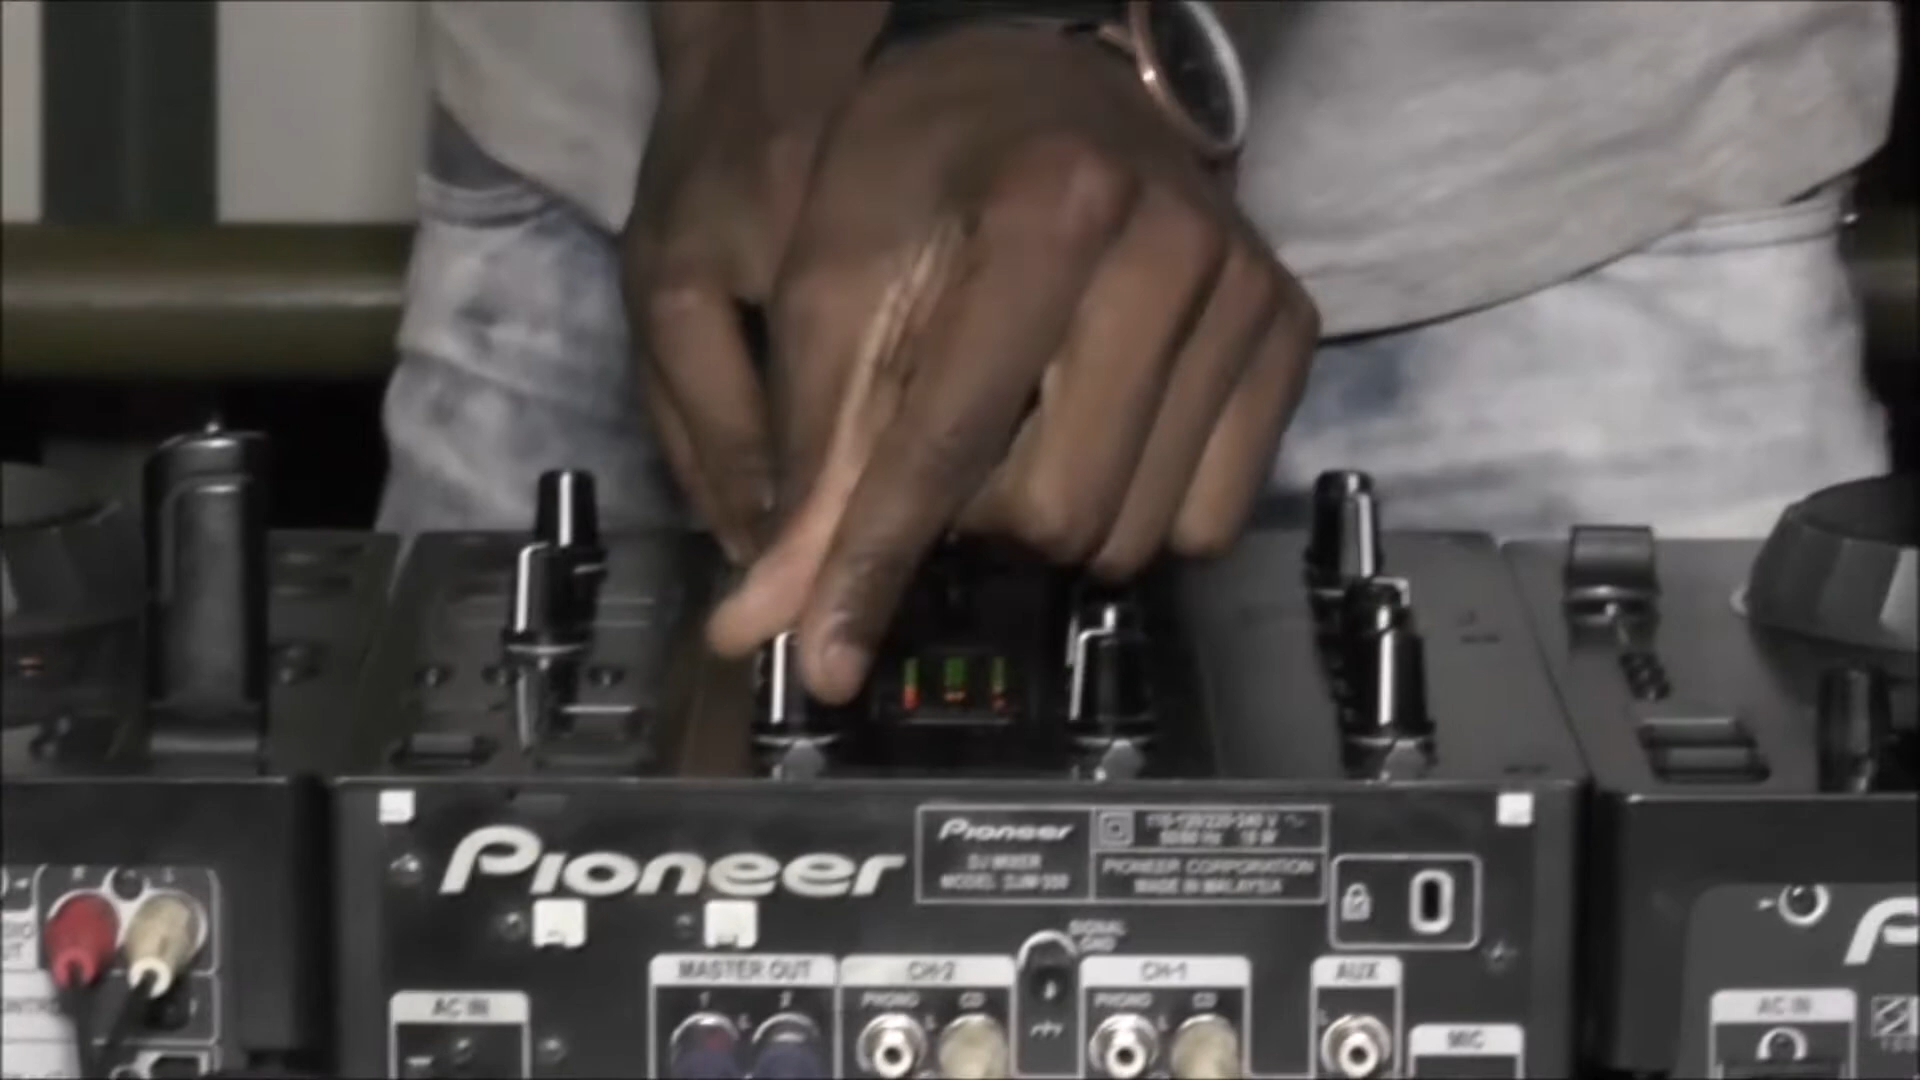 Pioneer
Pioneer
DJ MIXER
PIONEER CORPORATION
MADE IN MALAYSIA
SIGNAL
GND
MASTER OUT
CH-2
CH-1
AUX
1
2
PHONO
L
CD
PHONO
L
CD
L
AC IN
MIC
AC IN